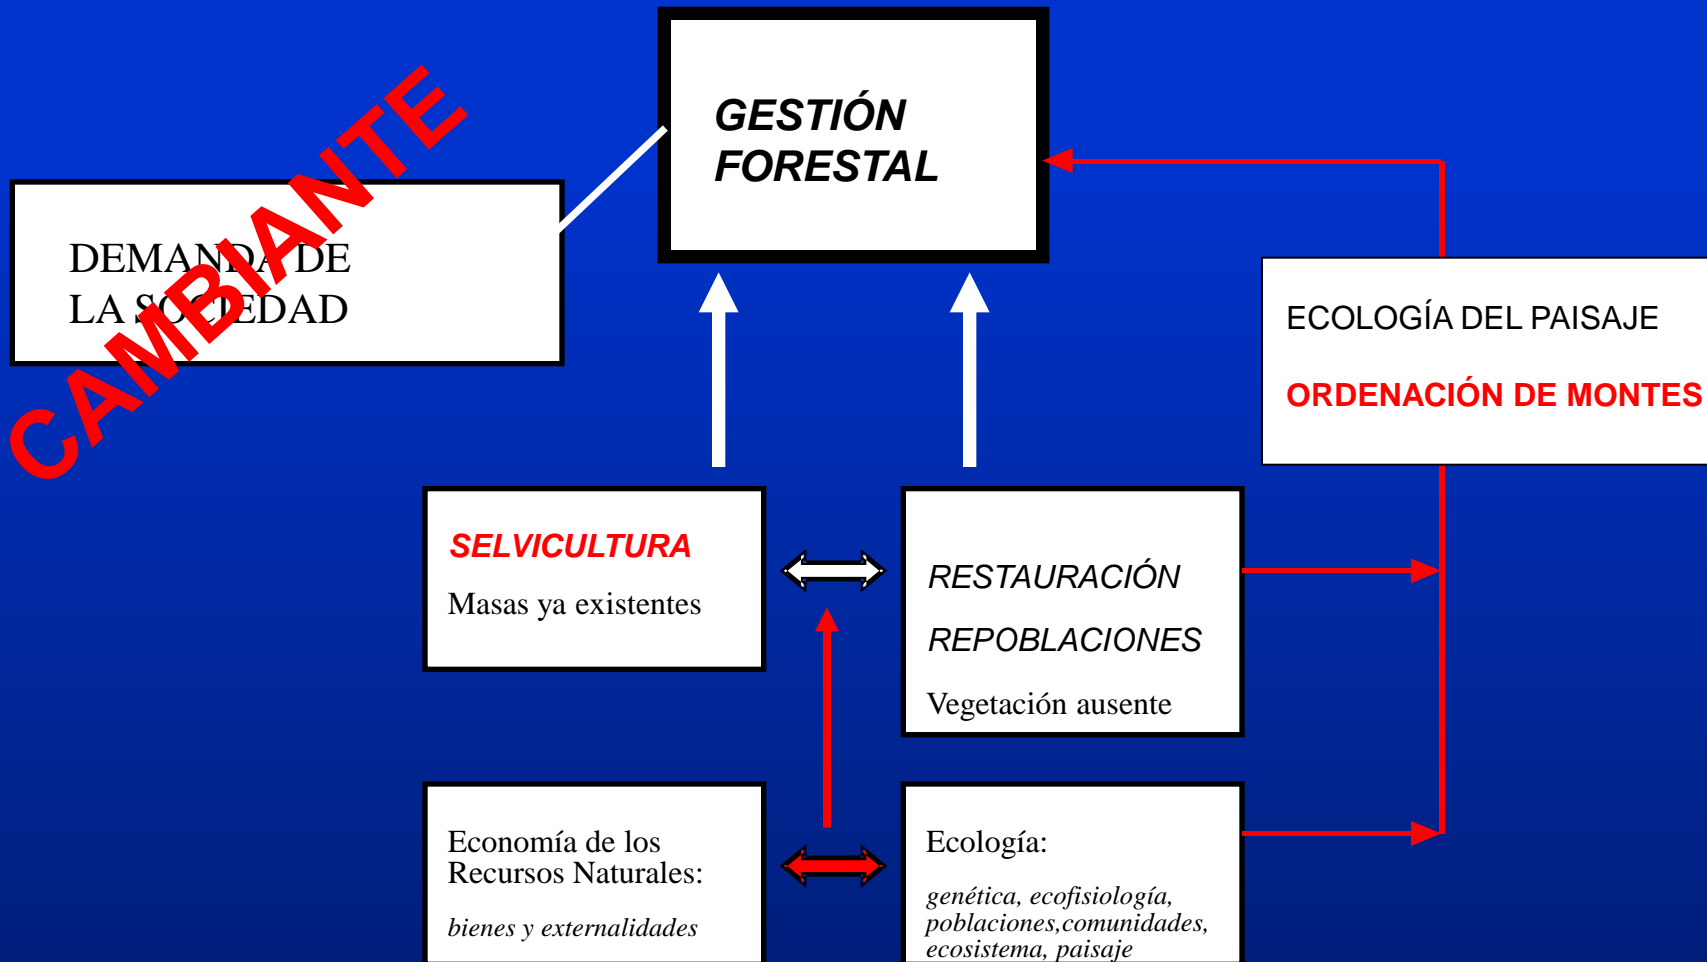 GESTIÓN
FORESTAL
CAMBIANTE
DEMANDA DE
LA SOCIEDAD
ECOLOGÍA DEL PAISAJE
ORDENACIÓN DE MONTES
SELVICULTURA
Masas ya existentes
RESTAURACIÓN
REPOBLACIONES
Vegetación ausente
Economía de los
Recursos Naturales:
bienes y externalidades
Ecología:
genética, ecofisiología,
poblaciones,comunidades,
ecosistema, paisaje